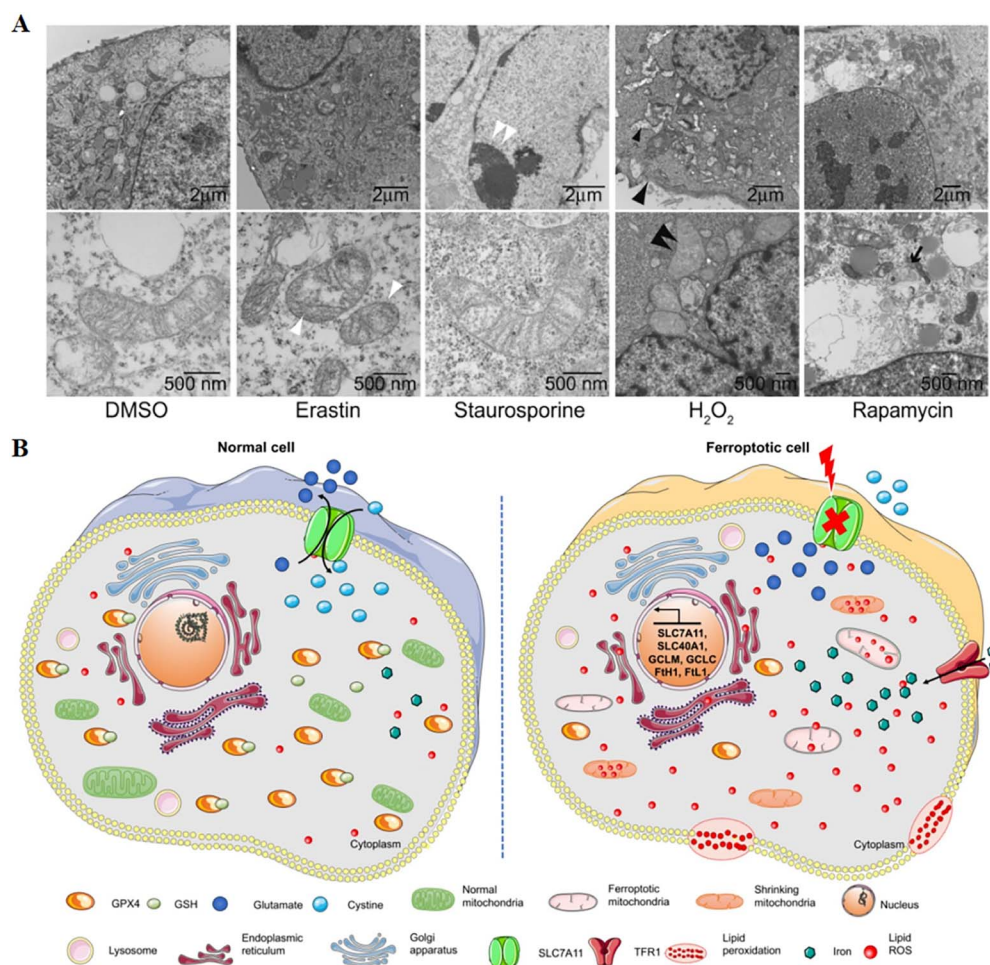 A
2μm 2μm 2μm 2μm 2μm
500 nm 500 nm 500 nm 500 nm 500 nm
DMSO Erastin Staurosporine H₂O₂ Rapamycin
B
Normal cell
Ferroptotic cell
SLC7A11,
SLC40A1,
GCLM, GCLC
FtH1, FtL1
Cytoplasm
Cytoplasm
GPX4 GSH Glutamate Cystine Normal mitochondria Ferroptotic mitochondria Shrinking mitochondria Nucleus
Lysosome Endoplasmic reticulum Golgi apparatus SLC7A11 TFR1 Lipid peroxidation Iron Lipid ROS